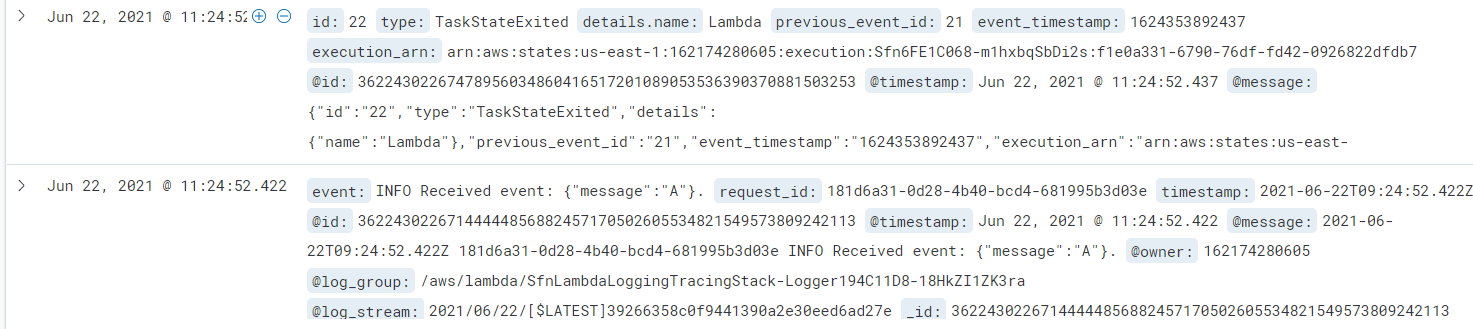 Jun 22, 2021 @ 11:24:52 id: 22 type: TaskStateExited details.name: Lambda previous_event_id: 21 event_timestamp: 1624353892437
execution_arn: arn:aws:states:us-east-1:162174280605:execution:Sfn6FE1C068-m1hxbqSbDi2s:f1e0a331-6790-76df-fd42-0926822dfdb7
@id: 36224302267478956034860416517201089053536390370881503253 @timestamp: Jun 22, 2021 @ 11:24:52.437 @message:
{"id":"22","type":"TaskStateExited","details":
{"name":"Lambda"},"previous_event_id":"21","event_timestamp":"1624353892437","execution_arn":"arn:aws:states:us-east-
Jun 22, 2021 @ 11:24:52.422 event: INFO Received event: {"message":"A"}. request_id: 181d6a31-0d28-4b40-bcd4-681995b3d03e timestamp: 2021-06-22T09:24:52.422Z
@id: 36224302267144444856882457170502605534821549573809242113 @timestamp: Jun 22, 2021 @ 11:24:52.422 @message: 2021-06-
22T09:24:52.422Z 181d6a31-0d28-4b40-bcd4-681995b3d03e INFO Received event: {"message":"A"}. @owner: 162174280605
@log_group: /aws/lambda/SfnLambdaLoggingTracingStack-Logger194C11D8-18HkZI1ZK3ra
@log_stream: 2021/06/22/[$LATEST]39266358c0f9441390a2e30eed6ad27e _id: 36224302267144444856882457170502605534821549573809242113